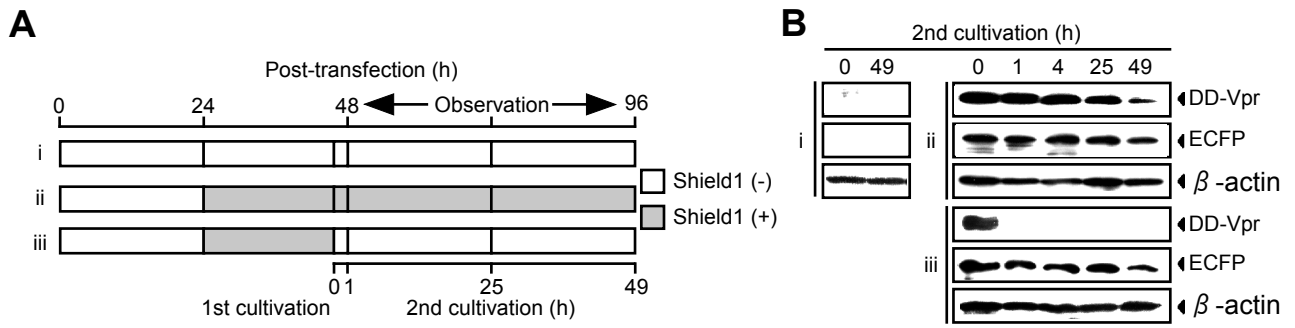 A
Post-transfection (h)
0 24 48 Observation 96
i
ii
iii
Shield1 (-)
Shield1 (+)
0 1 25 49
1st cultivation 2nd cultivation (h)
B
2nd cultivation (h)
0 49 0 1 4 25 49
i
ii
DD-Vpr
ECFP
β-actin
iii
DD-Vpr
ECFP
β-actin